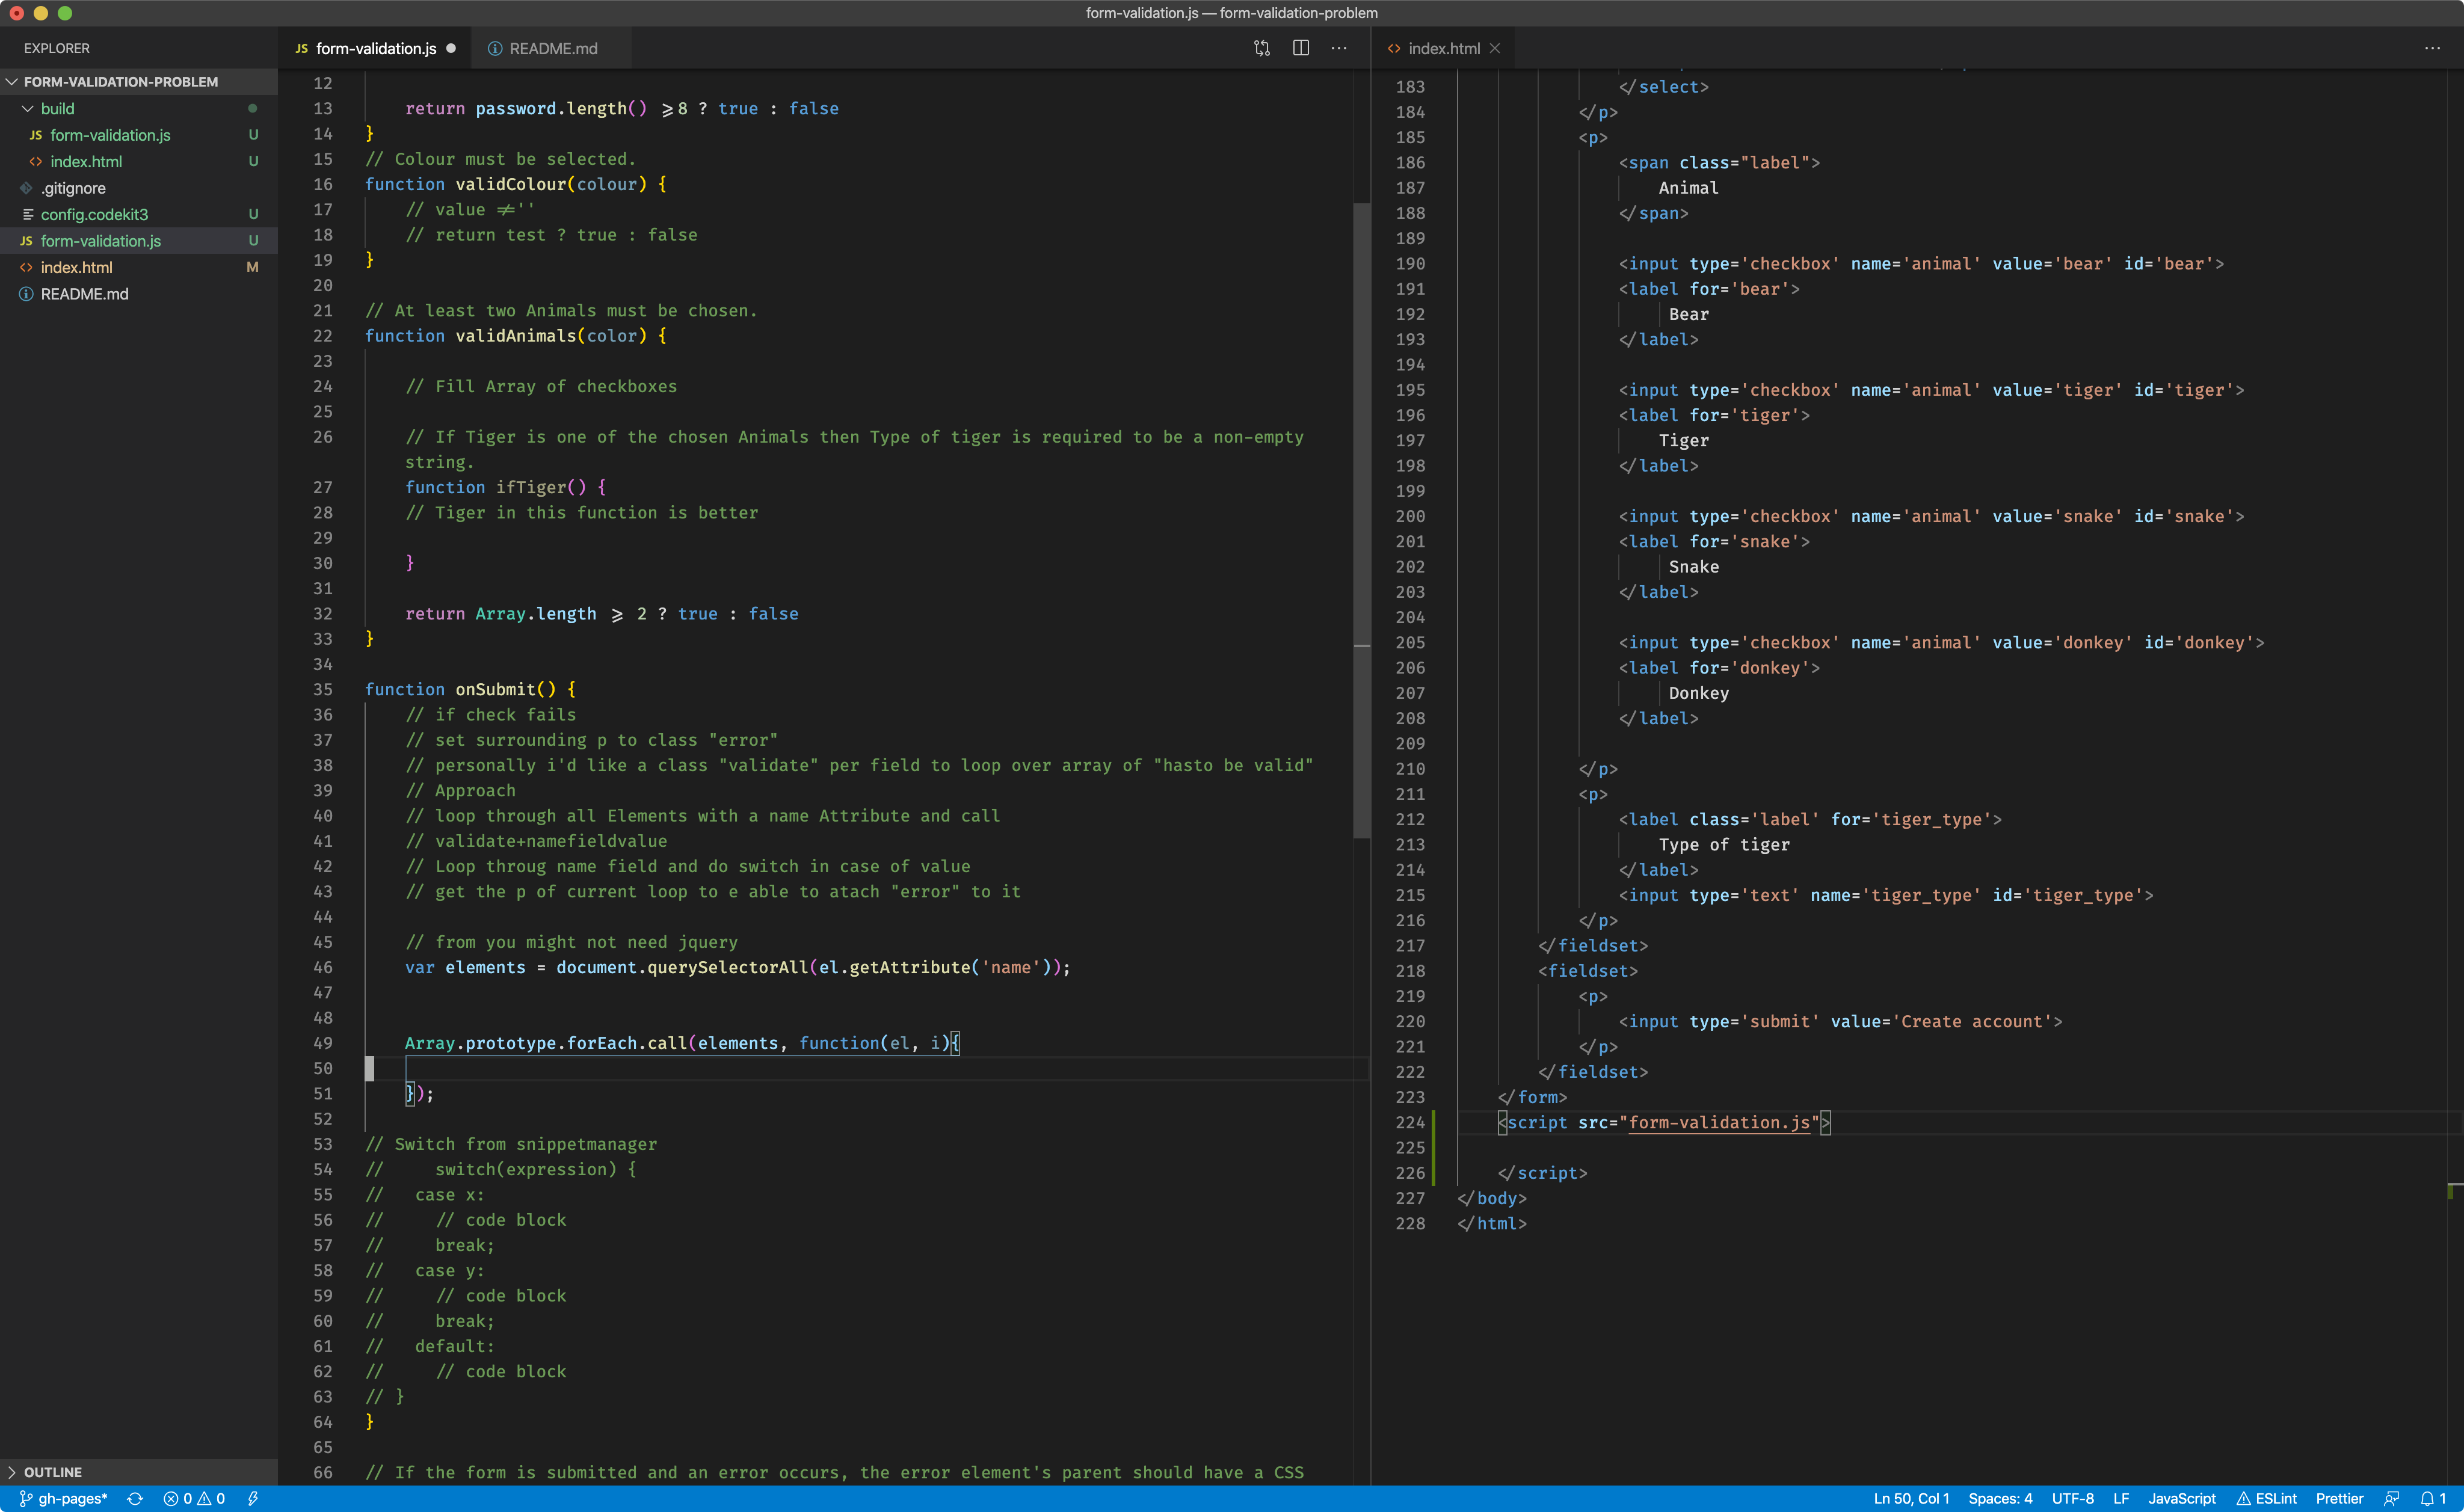 form-validation.js — form-validation-problem
EXPLORER
FORM-VALIDATION-PROBLEM
build
JS form-validation.js U
<> index.html U
.gitignore
config.codekit3 U
JS form-validation.js U
<> index.html M
README.md
OUTLINE
JS form-validation.js
README.md
12
13 return password.length() ⩾8 ? true : false
14 }
15 // Colour must be selected.
16 function validColour(colour) {
17 // value ≠''
18 // return test ? true : false
19 }
20
21 // At least two Animals must be chosen.
22 function validAnimals(color) {
23
24 // Fill Array of checkboxes
25
26 // If Tiger is one of the chosen Animals then Type of tiger is required to be a non-empty
string.
27 function ifTiger() {
28 // Tiger in this function is better
29
30 }
31
32 return Array.length ⩾ 2 ? true : false
33 }
34
35 function onSubmit() {
36 // if check fails
37 // set surrounding p to class "error"
38 // personally i'd like a class "validate" per field to loop over array of "hasto be valid"
39 // Approach
40 // loop through all Elements with a name Attribute and call
41 // validate+namefieldvalue
42 // Loop throug name field and do switch in case of value
43 // get the p of current loop to e able to atach "error" to it
44
45 // from you might not need jquery
46 var elements = document.querySelectorAll(el.getAttribute('name'));
47
48
49 Array.prototype.forEach.call(elements, function(el, i){
50
51 });
52
53 // Switch from snippetmanager
54 // switch(expression) {
55 // case x:
56 // // code block
57 // break;
58 // case y:
59 // // code block
60 // break;
61 // default:
62 // // code block
63 // }
64 }
65
66 // If the form is submitted and an error occurs, the error element's parent should have a CSS
<> index.html
183 </select>
184 </p>
185 <p>
186 <span class="label">
187 Animal
188 </span>
189
190 <input type='checkbox' name='animal' value='bear' id='bear'>
191 <label for='bear'>
192 Bear
193 </label>
194
195 <input type='checkbox' name='animal' value='tiger' id='tiger'>
196 <label for='tiger'>
197 Tiger
198 </label>
199
200 <input type='checkbox' name='animal' value='snake' id='snake'>
201 <label for='snake'>
202 Snake
203 </label>
204
205 <input type='checkbox' name='animal' value='donkey' id='donkey'>
206 <label for='donkey'>
207 Donkey
208 </label>
209
210 </p>
211 <p>
212 <label class='label' for='tiger_type'>
213 Type of tiger
214 </label>
215 <input type='text' name='tiger_type' id='tiger_type'>
216 </p>
217 </fieldset>
218 <fieldset>
219 <p>
220 <input type='submit' value='Create account'>
221 </p>
222 </fieldset>
223 </form>
224 <script src="form-validation.js">
225
226 </script>
227 </body>
228 </html>
gh-pages* 0 0 Ln 50, Col 1 Spaces: 4 UTF-8 LF JavaScript ESLint Prettier 1